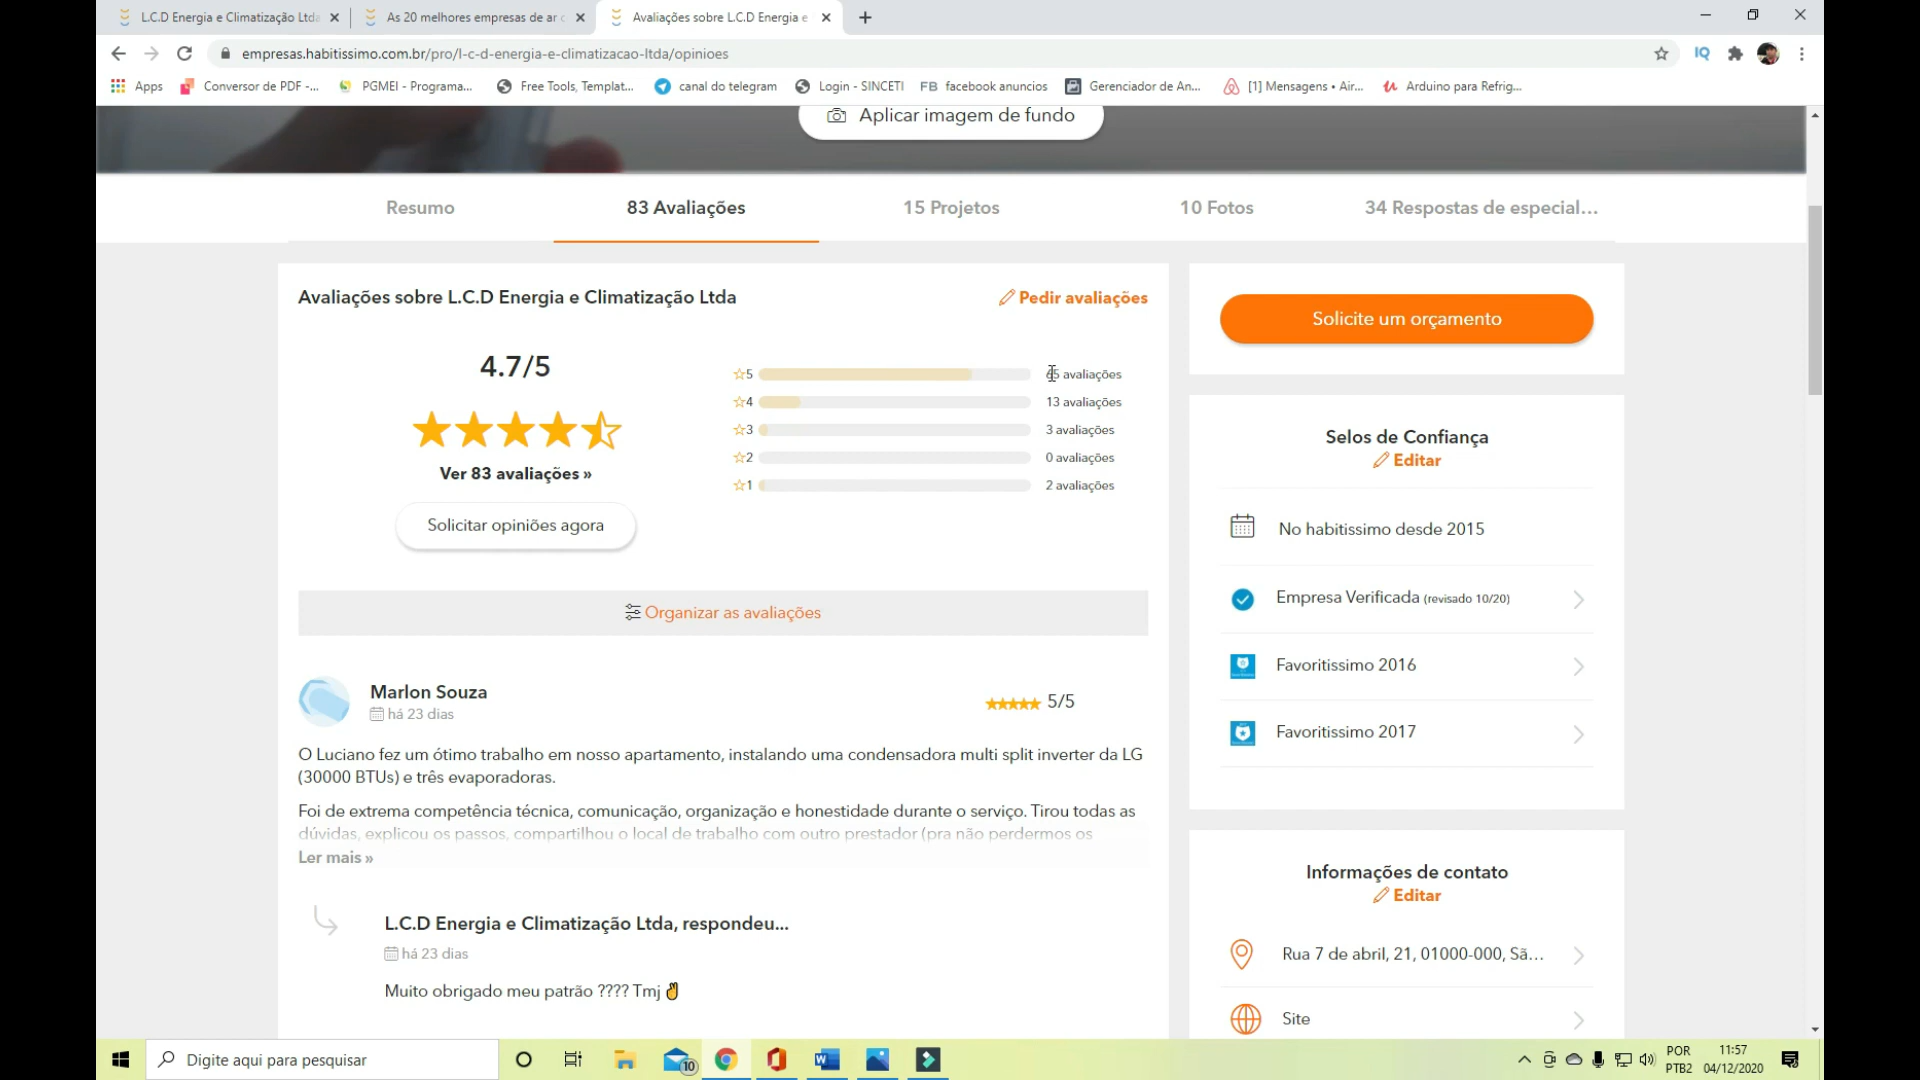 L.C.D Energia e Climatização Ltda
As 20 melhores empresas de ar c
Avaliações sobre L.C.D Energia e
empresas.habitissimo.com.br/pro/l-c-d-energia-e-climatizacao-ltda/opinioes
IQ
Apps
Conversor de PDF -...
PGMEI - Programa...
Free Tools, Templat...
canal do telegram
Login - SINCETI
FB facebook anuncios
Gerenciador de An...
[1] Mensagens • Air...
Arduino para Refrig...
Aplicar imagem de fundo
Resumo
83 Avaliações
15 Projetos
10 Fotos
34 Respostas de especial...
Avaliações sobre L.C.D Energia e Climatização Ltda
Pedir avaliações
4.7/5
Ver 83 avaliações »
Solicitar opiniões agora
5 65 avaliações
4 13 avaliações
3 3 avaliações
2 0 avaliações
1 2 avaliações
Organizar as avaliações
Marlon Souza
há 23 dias
5/5
O Luciano fez um ótimo trabalho em nosso apartamento, instalando uma condensadora multi split inverter da LG
(30000 BTUs) e três evaporadoras.
Foi de extrema competência técnica, comunicação, organização e honestidade durante o serviço. Tirou todas as
dúvidas, explicou os passos, compartilhou o local de trabalho com outro prestador (pra não perdermos os
Ler mais »
L.C.D Energia e Climatização Ltda, respondeu...
há 23 dias
Muito obrigado meu patrão ???? Tmj ✌
Solicite um orçamento
Selos de Confiança
Editar
No habitissimo desde 2015
Empresa Verificada (revisado 10/20)
Favoritissimo 2016
Favoritissimo 2017
Informações de contato
Editar
Rua 7 de abril, 21, 01000-000, Sã...
Site
Digite aqui para pesquisar
10
POR
PTB2
11:57
04/12/2020